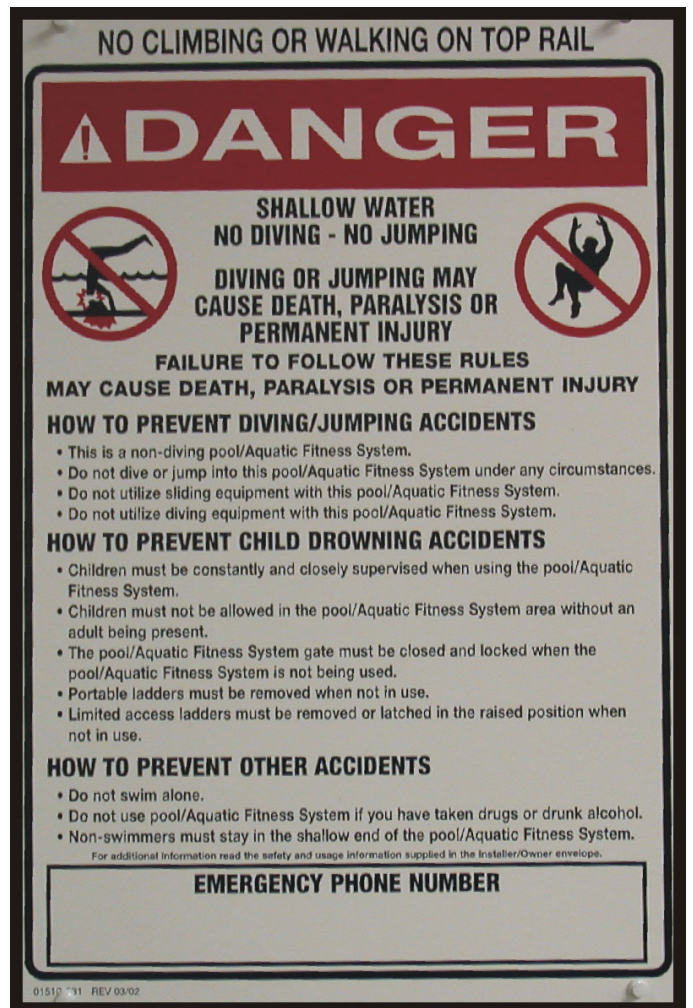 NO CLIMBING OR WALKING ON TOP RAIL
DANGER
SHALLOW WATER
NO DIVING - NO JUMPING
DIVING OR JUMPING MAY
CAUSE DEATH, PARALYSIS OR
PERMANENT INJURY
FAILURE TO FOLLOW THESE RULES
MAY CAUSE DEATH, PARALYSIS OR PERMANENT INJURY
HOW TO PREVENT DIVING/JUMPING ACCIDENTS
• This is a non-diving pool/Aquatic Fitness System.
• Do not dive or jump into this pool/Aquatic Fitness System under any circumstances.
• Do not utilize sliding equipment with this pool/Aquatic Fitness System.
• Do not utilize diving equipment with this pool/Aquatic Fitness System.
HOW TO PREVENT CHILD DROWNING ACCIDENTS
• Children must be constantly and closely supervised when using the pool/Aquatic
Fitness System.
• Children must not be allowed in the pool/Aquatic Fitness System area without an
adult being present.
• The pool/Aquatic Fitness System gate must be closed and locked when the
pool/Aquatic Fitness System is not being used.
• Portable ladders must be removed when not in use.
• Limited access ladders must be removed or latched in the raised position when
not in use.
HOW TO PREVENT OTHER ACCIDENTS
• Do not swim alone.
• Do not use pool/Aquatic Fitness System if you have taken drugs or drunk alcohol.
• Non-swimmers must stay in the shallow end of the pool/Aquatic Fitness System.
For additional information read the safety and usage information supplied in the Installer/Owner envelope.
EMERGENCY PHONE NUMBER
REV 03/02